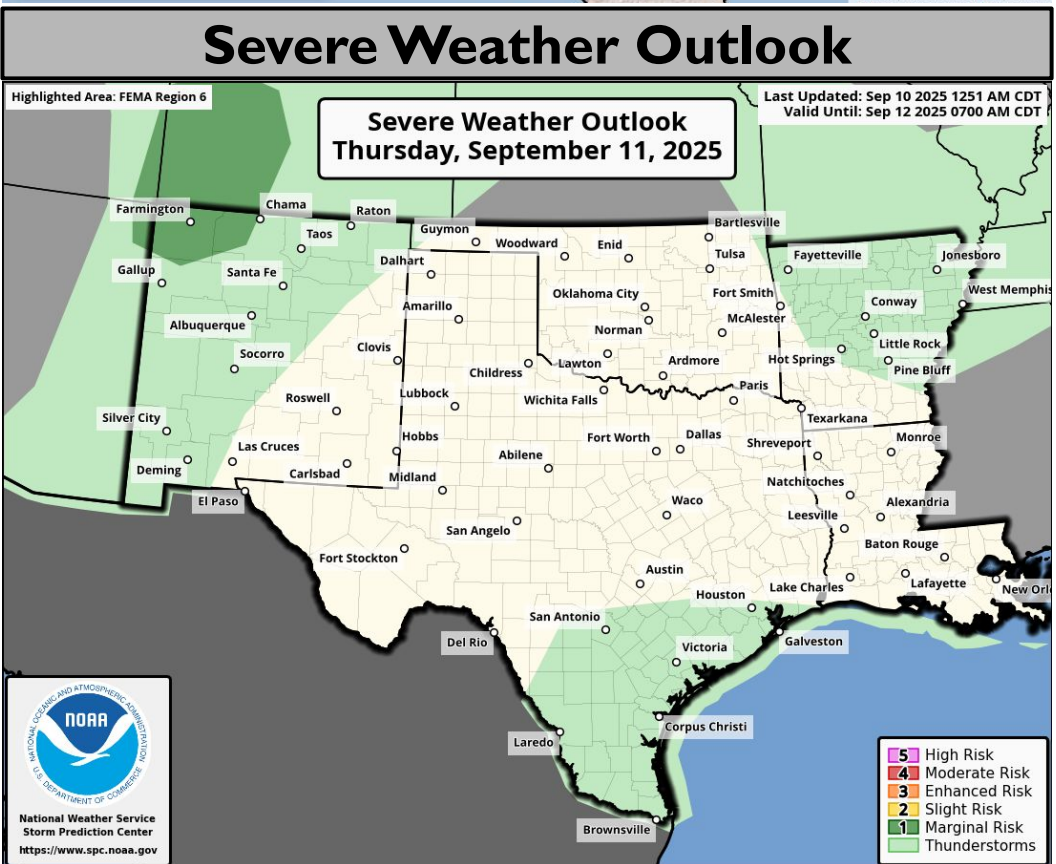 Severe Weather Outlook
Highlighted Area: FEMA Region 6
Severe Weather Outlook
Thursday, September 11, 2025
Last Updated: Sep 10 2025 1251 AM CDT
Valid Until: Sep 12 2025 0700 AM CDT
Farmington
Chama
Raton
Taos
Guymon
Woodward
Enid
Bartlesville
Tulsa
Fayetteville
Jonesboro
Gallup
Santa Fe
Dalhart
Amarillo
Oklahoma City
Fort Smith
Conway
West Memphis
Albuquerque
Norman
McAlester
Little Rock
Socorro
Clovis
Childress
Lawton
Ardmore
Hot Springs
Pine Bluff
Roswell
Lubbock
Wichita Falls
Paris
Texarkana
Silver City
Las Cruces
Hobbs
Fort Worth
Dallas
Shreveport
Monroe
Deming
Carlsbad
Midland
Abilene
Natchitoches
El Paso
Waco
Leesville
Alexandria
San Angelo
Baton Rouge
Fort Stockton
Austin
Houston
Lake Charles
Lafayette
New Orl
Del Rio
San Antonio
Victoria
Galveston
Laredo
Corpus Christi
Brownsville
NATIONAL OCEANIC AND ATMOSPHERIC ADMINISTRATION
NOAA
U.S. DEPARTMENT OF COMMERCE
National Weather Service
Storm Prediction Center
https://www.spc.noaa.gov
5 High Risk
4 Moderate Risk
3 Enhanced Risk
2 Slight Risk
1 Marginal Risk
Thunderstorms